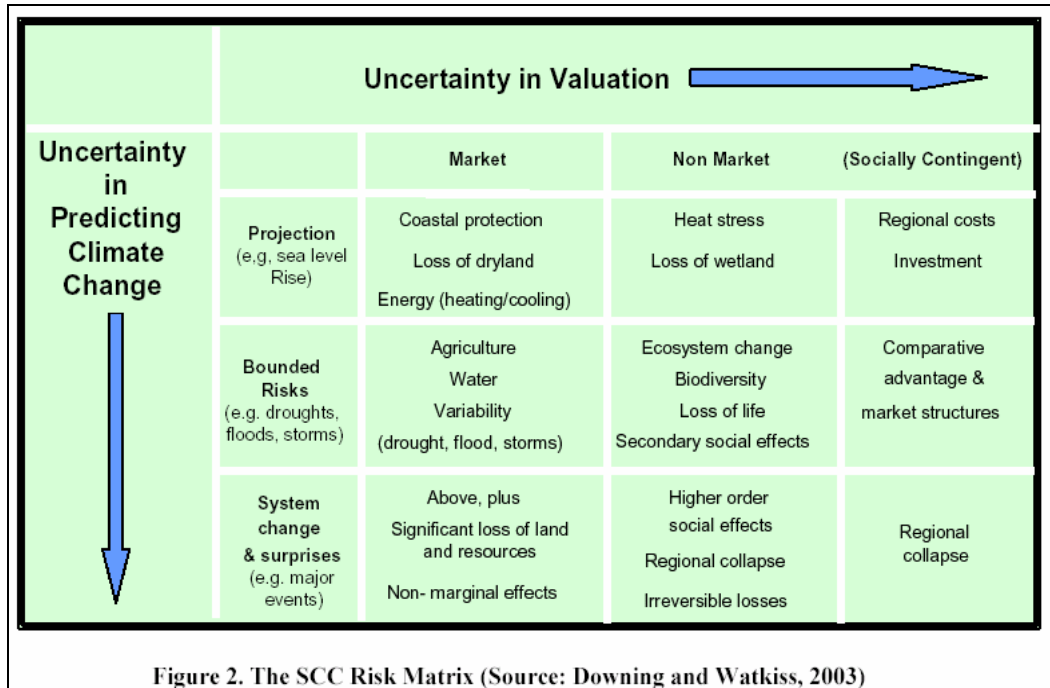 Uncertainty in Valuation
Uncertainty
in
Predicting
Climate
Change
Market
Non Market
(Socially Contingent)
Projection
(e,g, sea level
Rise)
Coastal protection
Loss of dryland
Energy (heating/cooling)
Heat stress
Loss of wetland
Regional costs
Investment
Bounded
Risks
(e.g. droughts,
floods, storms)
Agriculture
Water
Variability
(drought, flood, storms)
Ecosystem change
Biodiversity
Loss of life
Secondary social effects
Comparative
advantage &
market structures
System
change
& surprises
(e.g. major
events)
Above, plus
Significant loss of land
and resources
Non- marginal effects
Higher order
social effects
Regional collapse
Irreversible losses
Regional
collapse
Figure 2. The SCC Risk Matrix (Source: Downing and Watkiss, 2003)